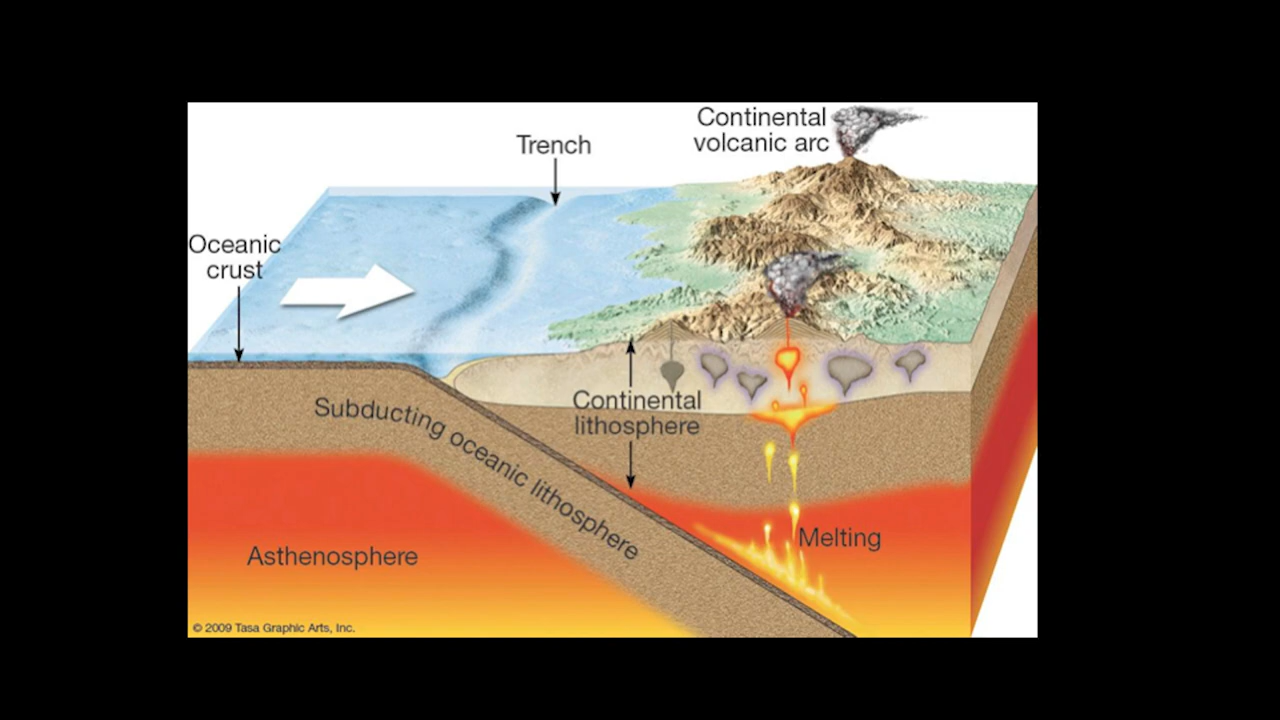 Continental
volcanic arc
Trench
Oceanic
crust
Continental
lithosphere
Subducting oceanic lithosphere
Melting
Asthenosphere
© 2009 Tasa Graphic Arts, Inc.